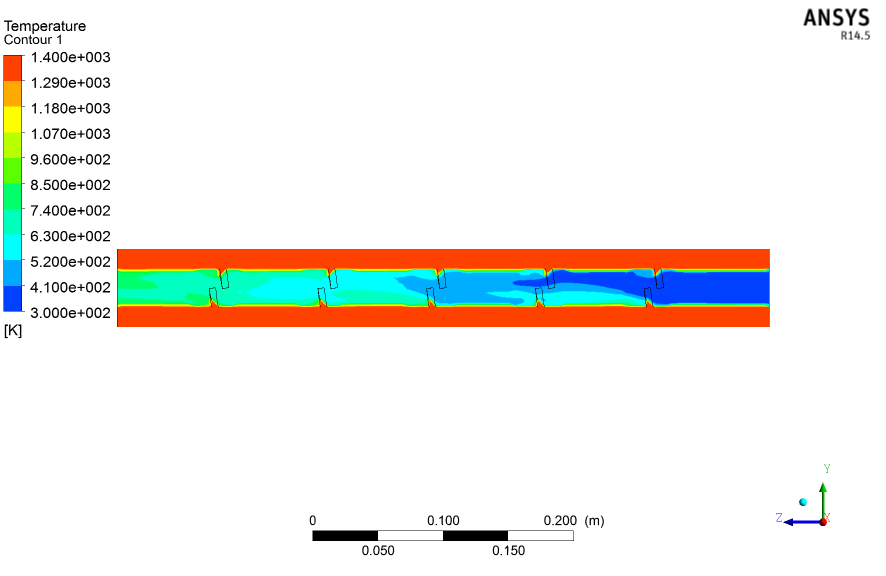 Temperature
Contour 1
ANSYS
R14.5
1.400e+003
1.290e+003
1.180e+003
1.070e+003
9.600e+002
8.500e+002
7.400e+002
6.300e+002
5.200e+002
4.100e+002
3.000e+002
[K]
Y
Z X
0 0.100 0.200 (m)
0.050 0.150